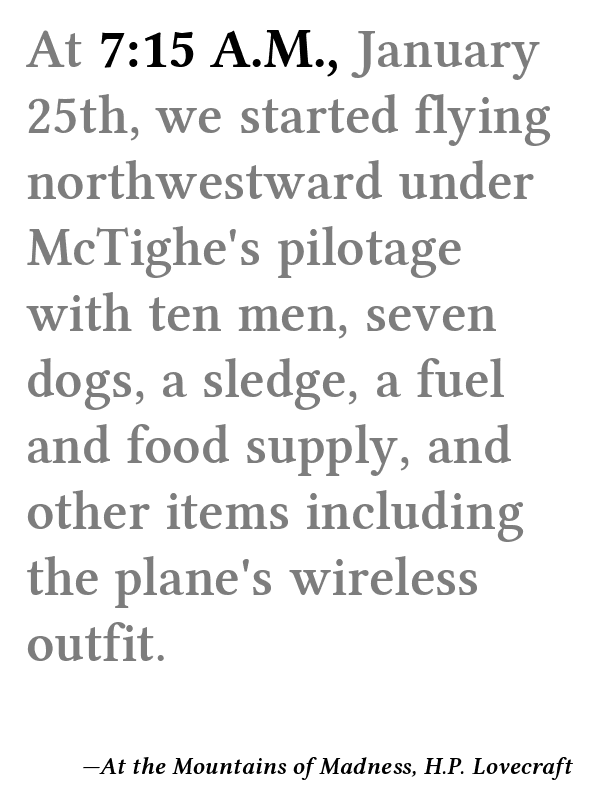 At 7:15 A.M., January
25th, we started flying
northwestward under
McTighe's pilotage
with ten men, seven
dogs, a sledge, a fuel
and food supply, and
other items including
the plane's wireless
outfit.
—At the Mountains of Madness, H.P. Lovecraft